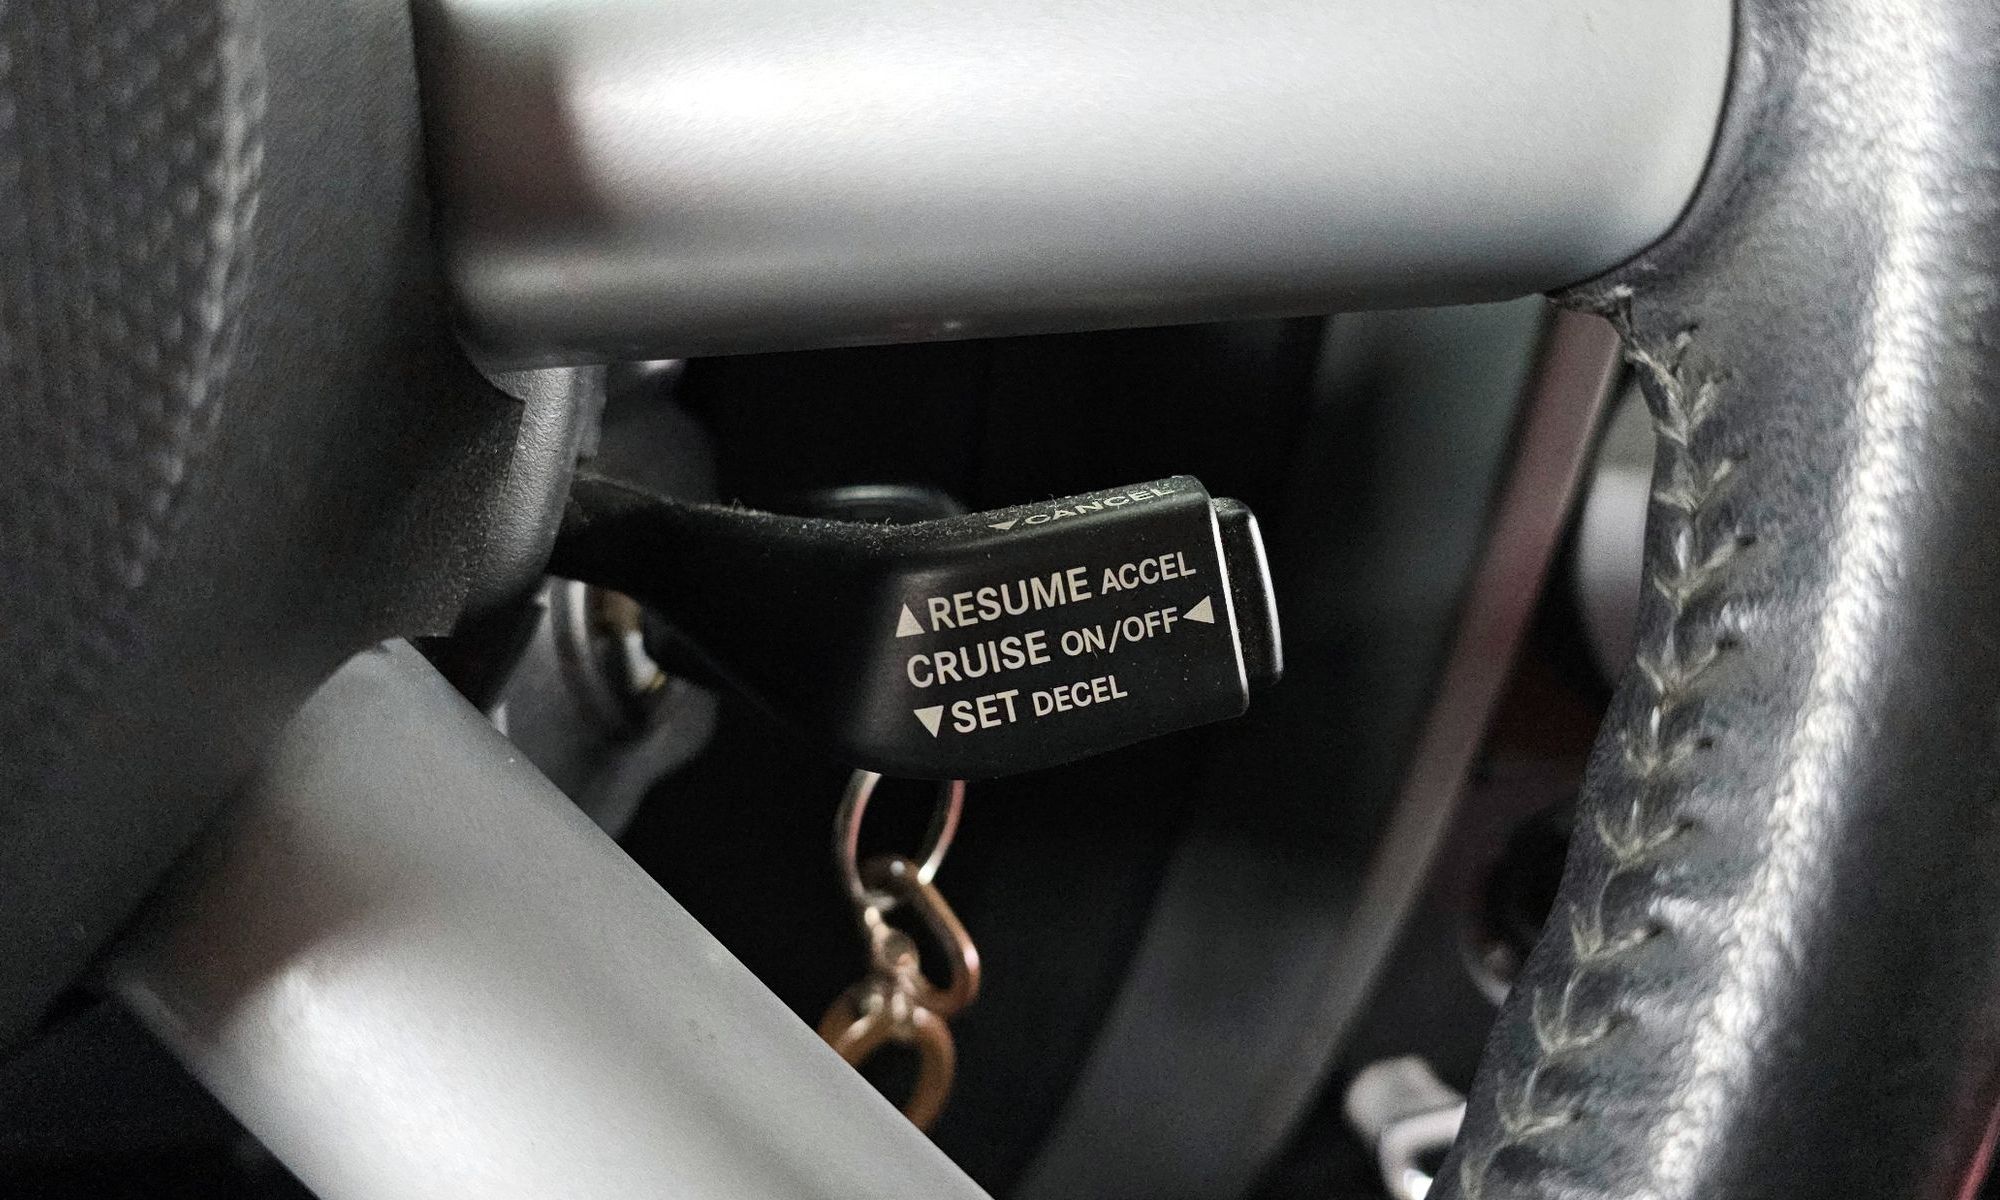 ▼CANCEL
▲RESUME ACCEL
CRUISE ON/OFF◀
▼SET DECEL